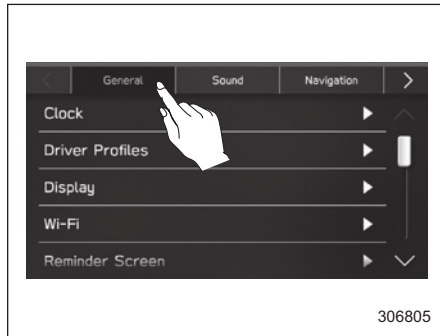 General Sound Navigation
Clock
Driver Profiles
Display
Wi-Fi
Reminder Screen
306805